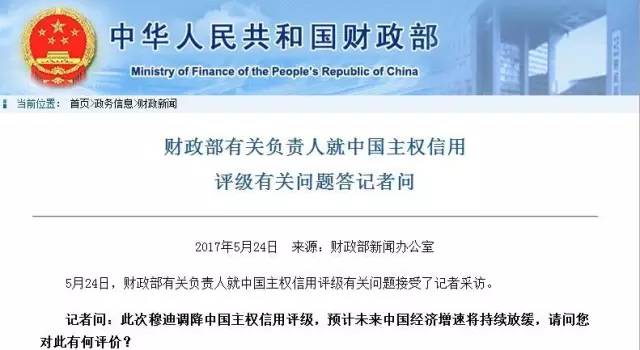 中华人民共和国财政部
Ministry of Finance of the People's Republic of China
当前位置: 首页>政务信息>财政新闻
财政部有关负责人就中国主权信用
评级有关问题答记者问
2017年5月24日 来源：财政部新闻办公室
5月24日，财政部有关负责人就中国主权信用评级有关问题接受了记者采访。
记者问：此次穆迪调降中国主权信用评级，预计未来中国经济增速将持续放缓，请问您
对此有何评价？